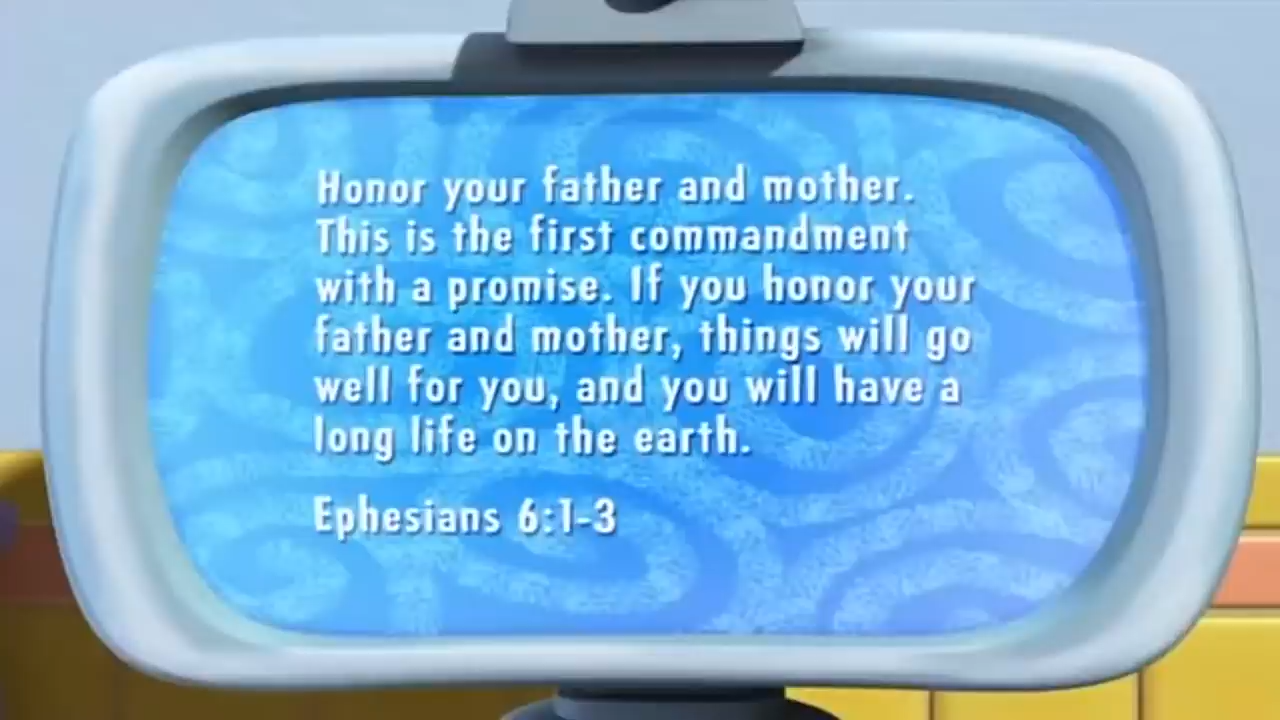 Honor your father and mother.
This is the first commandment
with a promise. If you honor your
father and mother, things will go
well for you, and you will have a
long life on the earth.
Ephesians 6:1-3